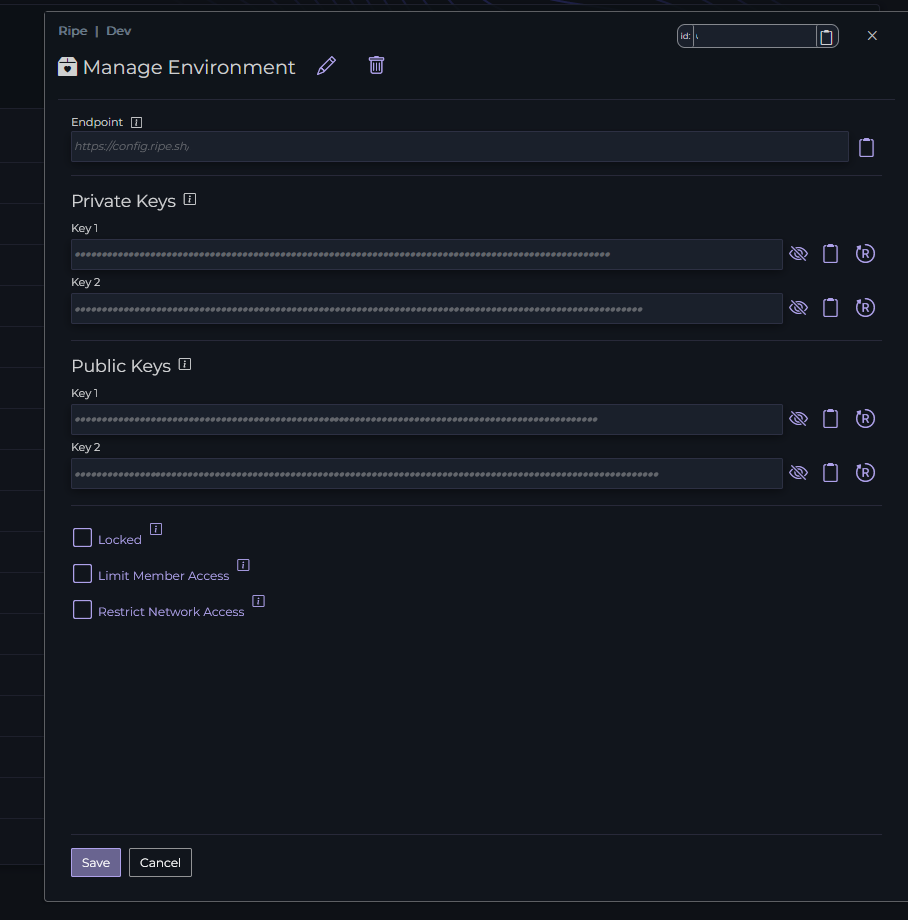 Ripe | Dev
id:
Manage Environment
Endpoint
https://config.ripe.sh/
Private Keys
Key 1
Key 2
Public Keys
Key 1
Key 2
Locked
Limit Member Access
Restrict Network Access
Save
Cancel